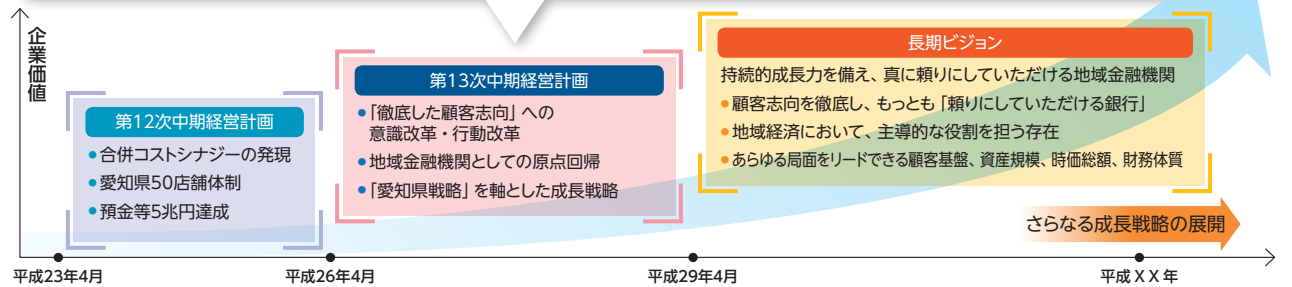 企業価値
第12次中期経営計画
●合併コストシナジーの発現
●愛知県50店舗体制
●預金等5兆円達成
第13次中期経営計画
●「徹底した顧客志向」への
意識改革・行動改革
●地域金融機関としての原点回帰
●「愛知県戦略」を軸とした成長戦略
長期ビジョン
持続的成長力を備え、真に頼りにしていただける地域金融機関
●顧客志向を徹底し、もっとも「頼りにしていただける銀行」
●地域経済において、主導的な役割を担う存在
●あらゆる局面をリードできる顧客基盤、資産規模、時価総額、財務体質
さらなる成長戦略の展開
平成23年4月
平成26年4月
平成29年4月
平成XX年